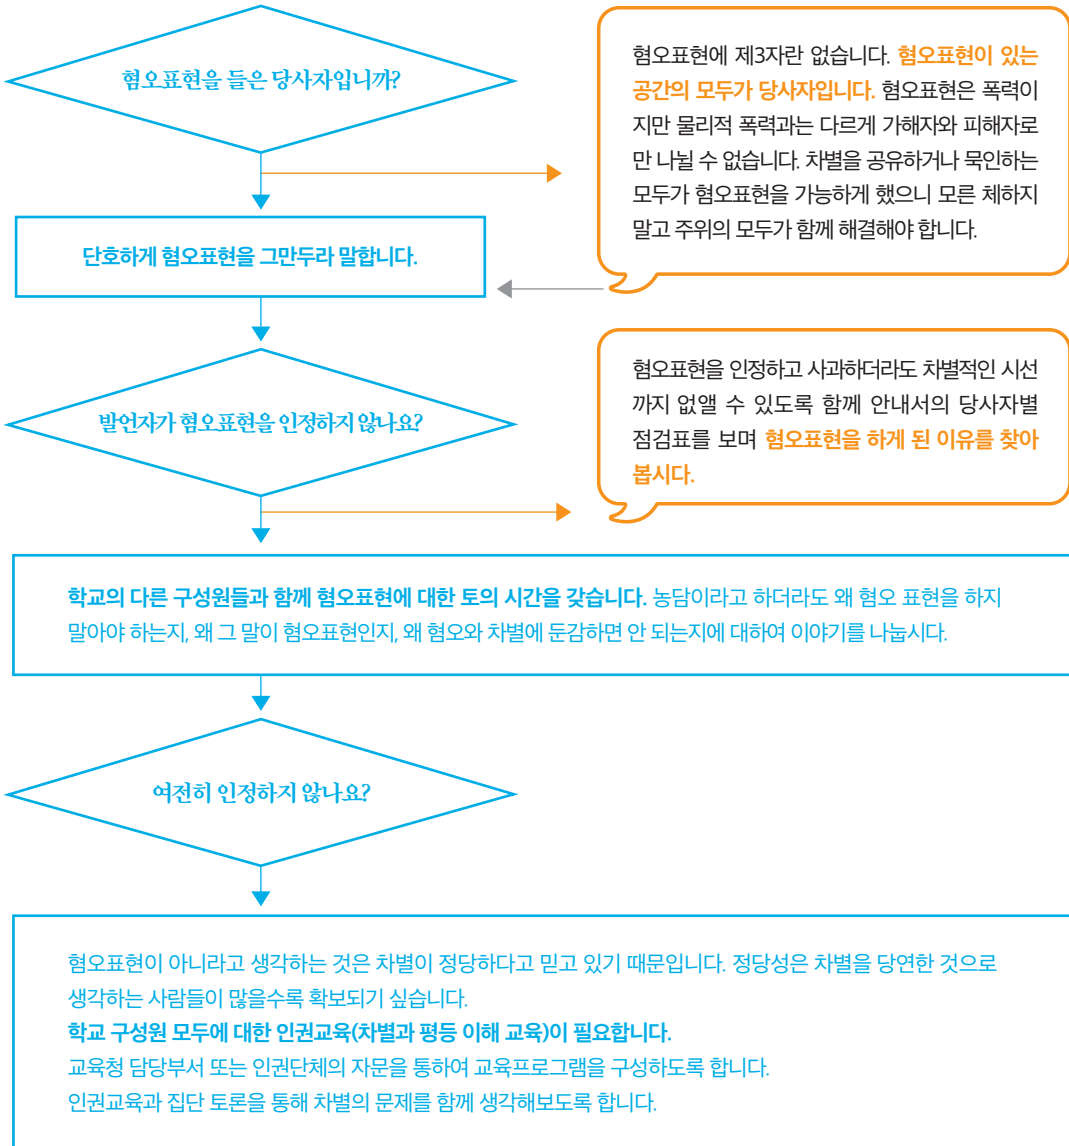 혐오표현을 들은 당사자입니까?
혐오표현에 제3자란 없습니다. 혐오표현이 있는
공간의 모두가 당사자입니다. 혐오표현은 폭력이
지만 물리적 폭력과는 다르게 가해자와 피해자로
만 나뉠 수 없습니다. 차별을 공유하거나 묵인하는
모두가 혐오표현을 가능하게 했으니 모른 체하지
말고 주위의 모두가 함께 해결해야 합니다.
단호하게 혐오표현을 그만두라 말합니다.
발언자가 혐오표현을 인정하지 않나요?
혐오표현을 인정하고 사과하더라도 차별적인 시선
까지 없앨 수 있도록 함께 안내서의 당사자별
점검표를 보며 혐오표현을 하게 된 이유를 찾아
봅시다.
학교의 다른 구성원들과 함께 혐오표현에 대한 토의 시간을 갖습니다. 농담이라고 하더라도 왜 혐오 표현을 하지
말아야 하는지, 왜 그 말이 혐오표현인지, 왜 혐오와 차별에 둔감하면 안 되는지에 대하여 이야기를 나눕시다.
여전히 인정하지 않나요?
혐오표현이 아니라고 생각하는 것은 차별이 정당하다고 믿고 있기 때문입니다. 정당성은 차별을 당연한 것으로
생각하는 사람들이 많을수록 확보되기 싶습니다.
학교 구성원 모두에 대한 인권교육(차별과 평등 이해 교육)이 필요합니다.
교육청 담당부서 또는 인권단체의 자문을 통하여 교육프로그램을 구성하도록 합니다.
인권교육과 집단 토론을 통해 차별의 문제를 함께 생각해보도록 합니다.